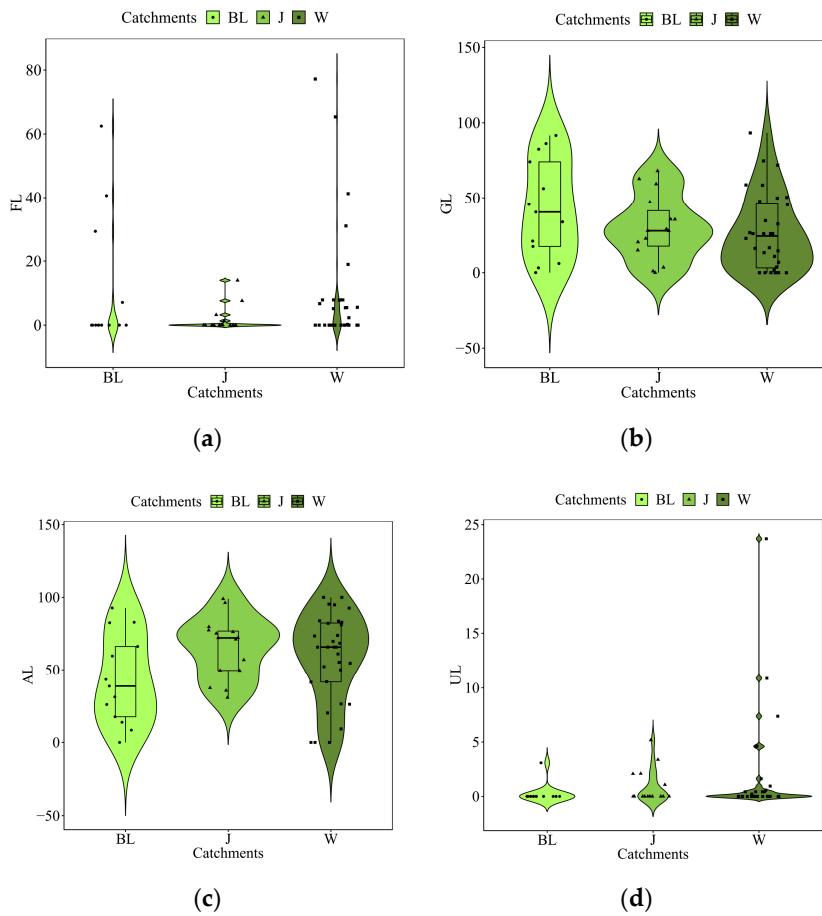 Catchments BL J W
80
60
40
20
0
FL
BL J W
Catchments
(a)
Catchments BL J W
150
100
50
0
−50
GL
BL J W
Catchments
(b)
Catchments BL J W
150
100
50
0
−50
AL
BL J W
Catchments
(c)
Catchments BL J W
25
20
15
10
5
0
UL
BL J W
Catchments
(d)